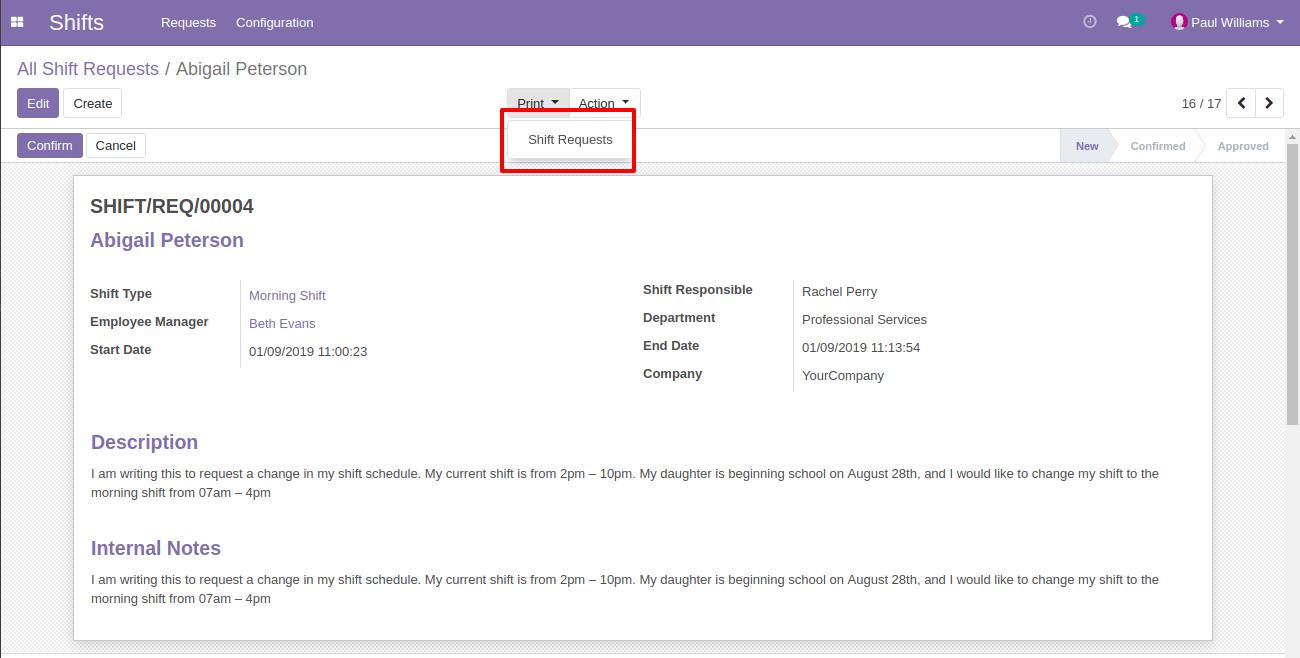 Shifts Requests Configuration 1 Paul Williams
All Shift Requests / Abigail Peterson
Edit Create Print Action 16 / 17
Shift Requests
Confirm Cancel New Confirmed Approved
SHIFT/REQ/00004
Abigail Peterson
Shift Type Morning Shift
Employee Manager Beth Evans
Start Date 01/09/2019 11:00:23
Shift Responsible Rachel Perry
Department Professional Services
End Date 01/09/2019 11:13:54
Company YourCompany
Description
I am writing this to request a change in my shift schedule. My current shift is from 2pm – 10pm. My daughter is beginning school on August 28th, and I would like to change my shift to the
morning shift from 07am – 4pm
Internal Notes
I am writing this to request a change in my shift schedule. My current shift is from 2pm – 10pm. My daughter is beginning school on August 28th, and I would like to change my shift to the
morning shift from 07am – 4pm